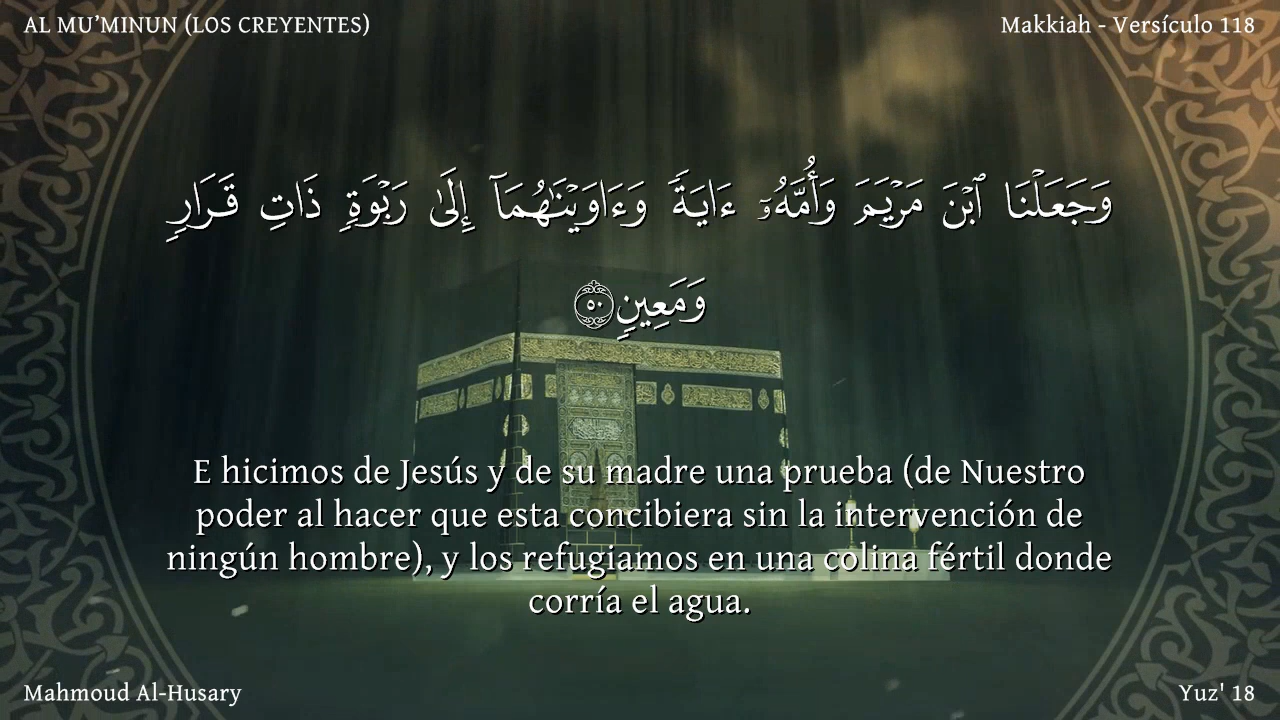 AL MU’MINUN (LOS CREYENTES)
Makkiah - Versículo 118
وَجَعَلْنَا ٱبْنَ مَرْيَمَ وَأُمَّهُۥٓ ءَايَةً وَءَاوَيْنَٰهُمَآ إِلَىٰ رَبْوَةٍ ذَاتِ قَرَارٍ
وَمَعِينٍ ٥٠
E hicimos de Jesús y de su madre una prueba (de Nuestro
poder al hacer que esta concibiera sin la intervención de
ningún hombre), y los refugiamos en una colina fértil donde
corría el agua.
Mahmoud Al-Husary
Yuz' 18